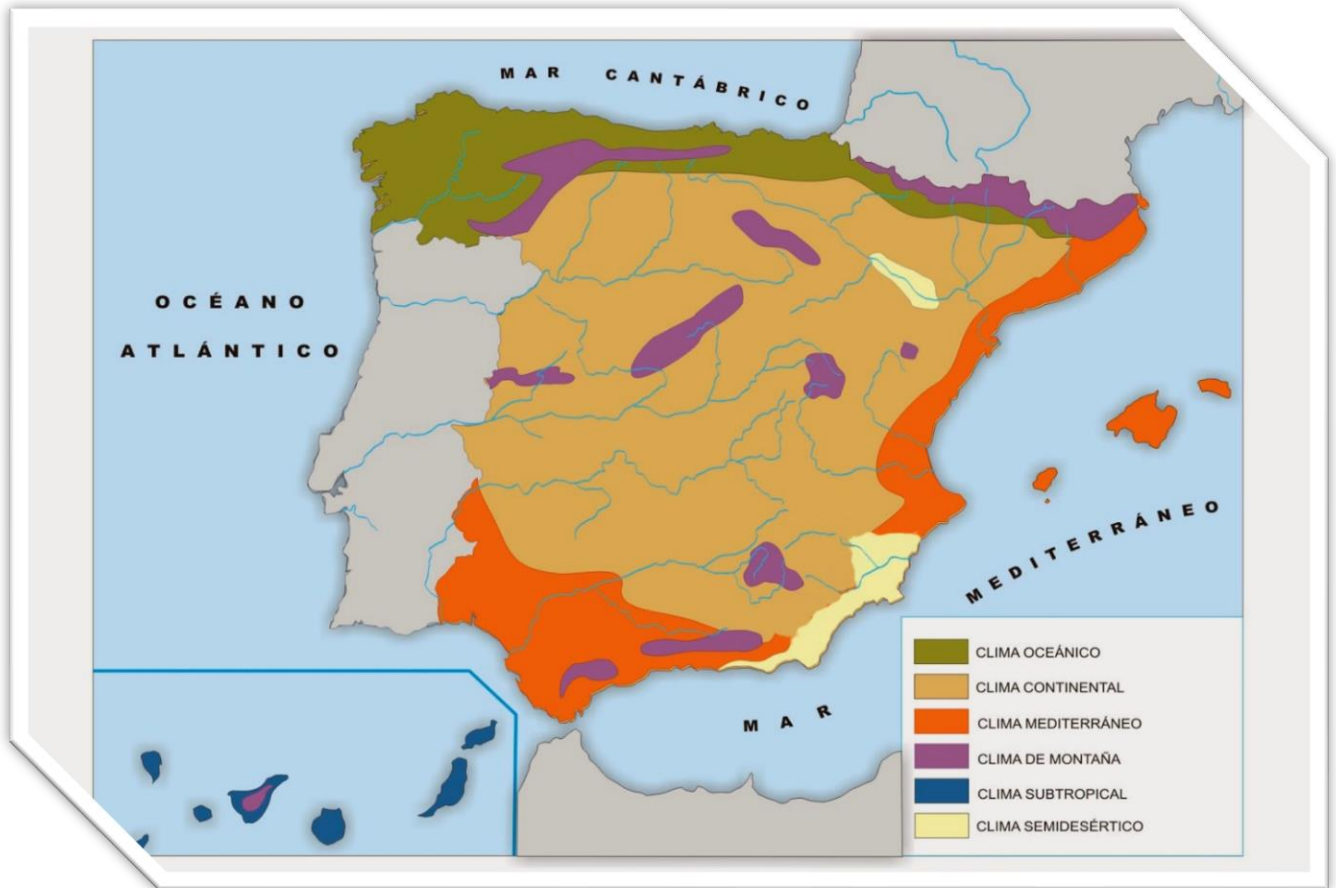 MAR CANTÁBRICO
OCÉANO
ATLÁNTICO
MEDITERRÁNEO
MAR
CLIMA OCEÁNICO
CLIMA CONTINENTAL
CLIMA MEDITERRÁNEO
CLIMA DE MONTAÑA
CLIMA SUBTROPICAL
CLIMA SEMIDESÉRTICO